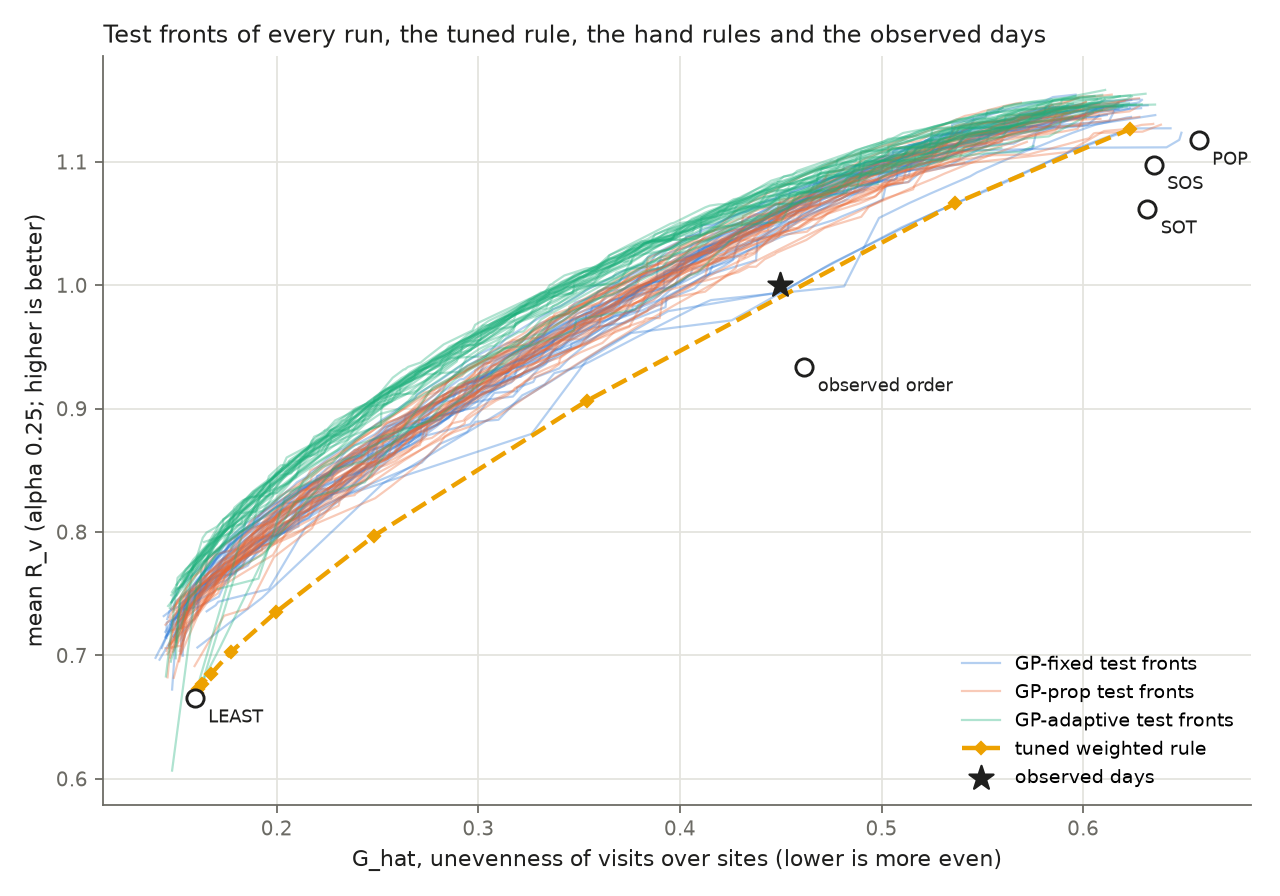 Test fronts of every run, the tuned rule, the hand rules and the observed days
mean R_v (alpha 0.25; higher is better)
1.1
1.0
0.9
0.8
0.7
0.6
POP
SOS
SOT
observed order
LEAST
GP-fixed test fronts
GP-prop test fronts
GP-adaptive test fronts
tuned weighted rule
observed days
0.2 0.3 0.4 0.5 0.6
G_hat, unevenness of visits over sites (lower is more even)